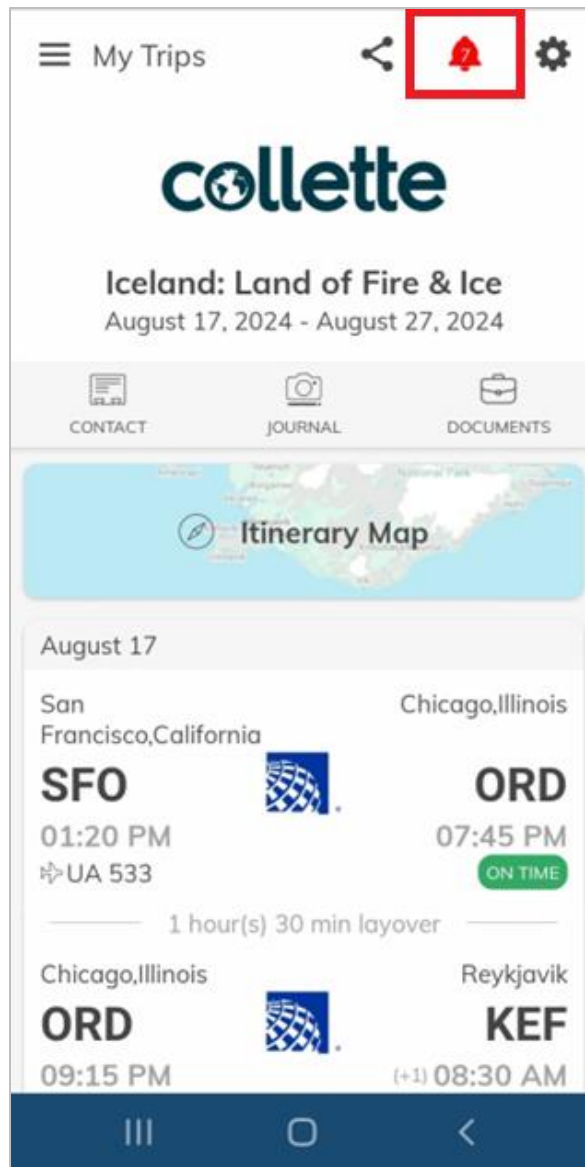 My Trips
7
collette
Iceland: Land of Fire & Ice
August 17, 2024 - August 27, 2024
CONTACT JOURNAL DOCUMENTS
Itinerary Map
August 17
San Francisco,California
Chicago,Illinois
SFO ORD
01:20 PM 07:45 PM
UA 533 ON TIME
1 hour(s) 30 min layover
Chicago,Illinois Reykjavik
ORD KEF
09:15 PM (+1) 08:30 AM